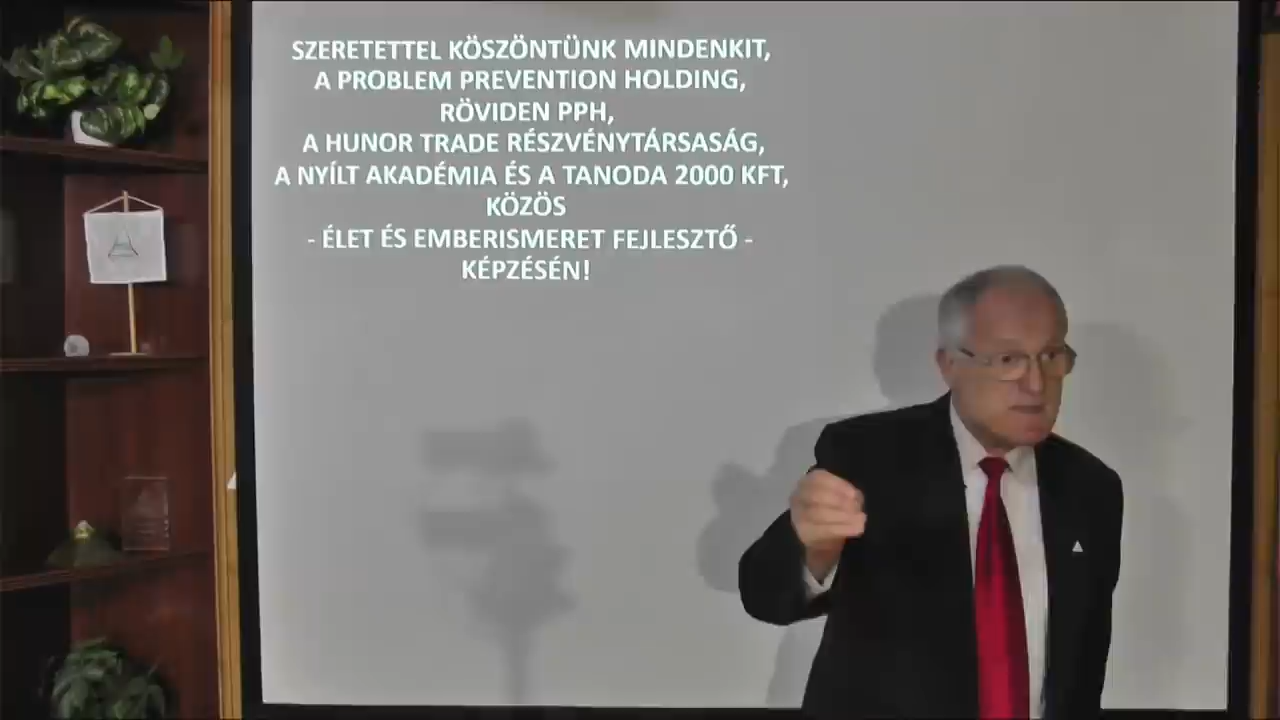 SZERETETTEL KÖSZÖNTÜNK MINDENKIT,
A PROBLEM PREVENTION HOLDING,
RÖVIDEN PPH,
A HUNOR TRADE RÉSZVÉNYTÁRSASÁG,
A NYÍLT AKADÉMIA ÉS A TANODA 2000 KFT,
KÖZÖS
- ÉLET ÉS EMBERISMERET FEJLESZTŐ -
KÉPZÉSÉN!